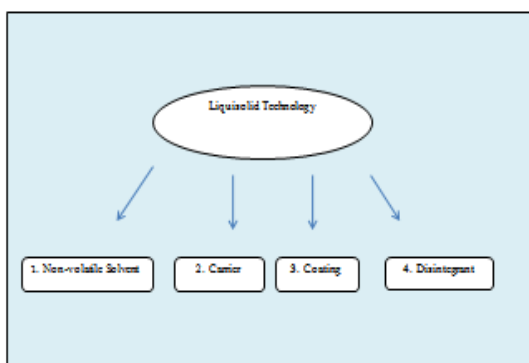 Liquisolid Technology
1. Non-volatile Solvent
2. Carrier
3. Coating
4. Disintegrant